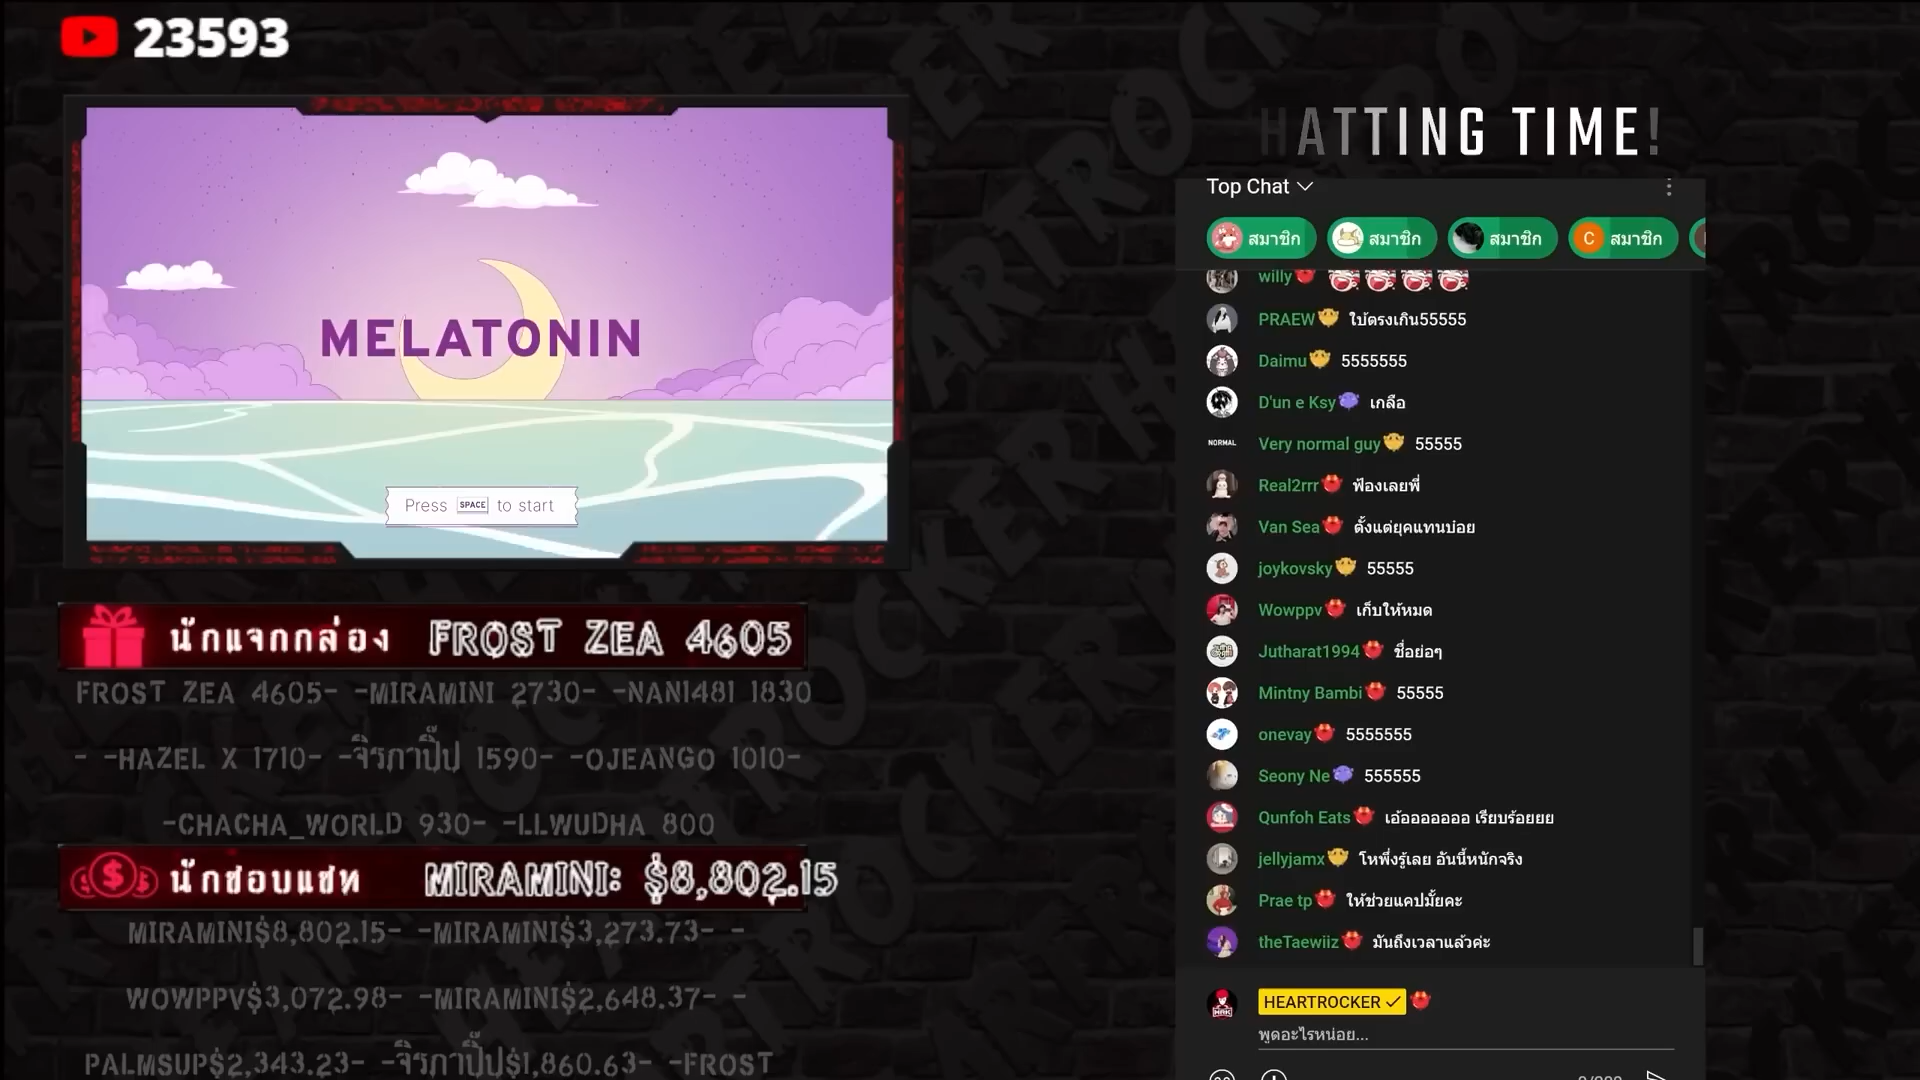 23593
MELATONIN
Press SPACE to start
นักแจกกล่อง FROST ZEA 4605
FROST ZEA 4605- -MIRAMINI 2730- -NAN1481 1830
- -HAZEL X 1710- -จิรภาปิ๊ป 1590- -OJEANGO 1010-
-CHACHA_WORLD 930- -LLWUDHA 800
นักชอบแชท MIRAMINI: $8,802.15
MIRAMINI$8,802.15- -MIRAMINI$3,273.73- -
WOWPPV$3,072.98- -MIRAMINI$2,648.37- -
PALMSUP$2,343.23- -จิรภาปิ๊ป$1,860.63- -FROST
HATTING TIME!
Top Chat
สมาชิก สมาชิก สมาชิก C สมาชิก
willy
PRAEW ใบ้ตรงเกิน55555
Daimu 5555555
D'un e Ksy เกลือ
NORMAL Very normal guy 55555
Real2rrr ฟ้องเลยพี่
Van Sea ตั้งแต่ยุคแทนบ่อย
joykovsky 55555
Wowppv เก็บให้หมด
Jutharat1994 ชื่อย่อๆ
Mintny Bambi 55555
onevay 5555555
Seony Ne 555555
Qunfoh Eats เอ้ออออออออ เรียบร้อยยย
jellyjamx โหพึ่งรู้เลย อันนี้หนักจริง
Prae tp ให้ช่วยแคปมั้ยคะ
theTaewiiz มันถึงเวลาแล้วค่ะ
HEARTROCKER
พูดอะไรหน่อย...